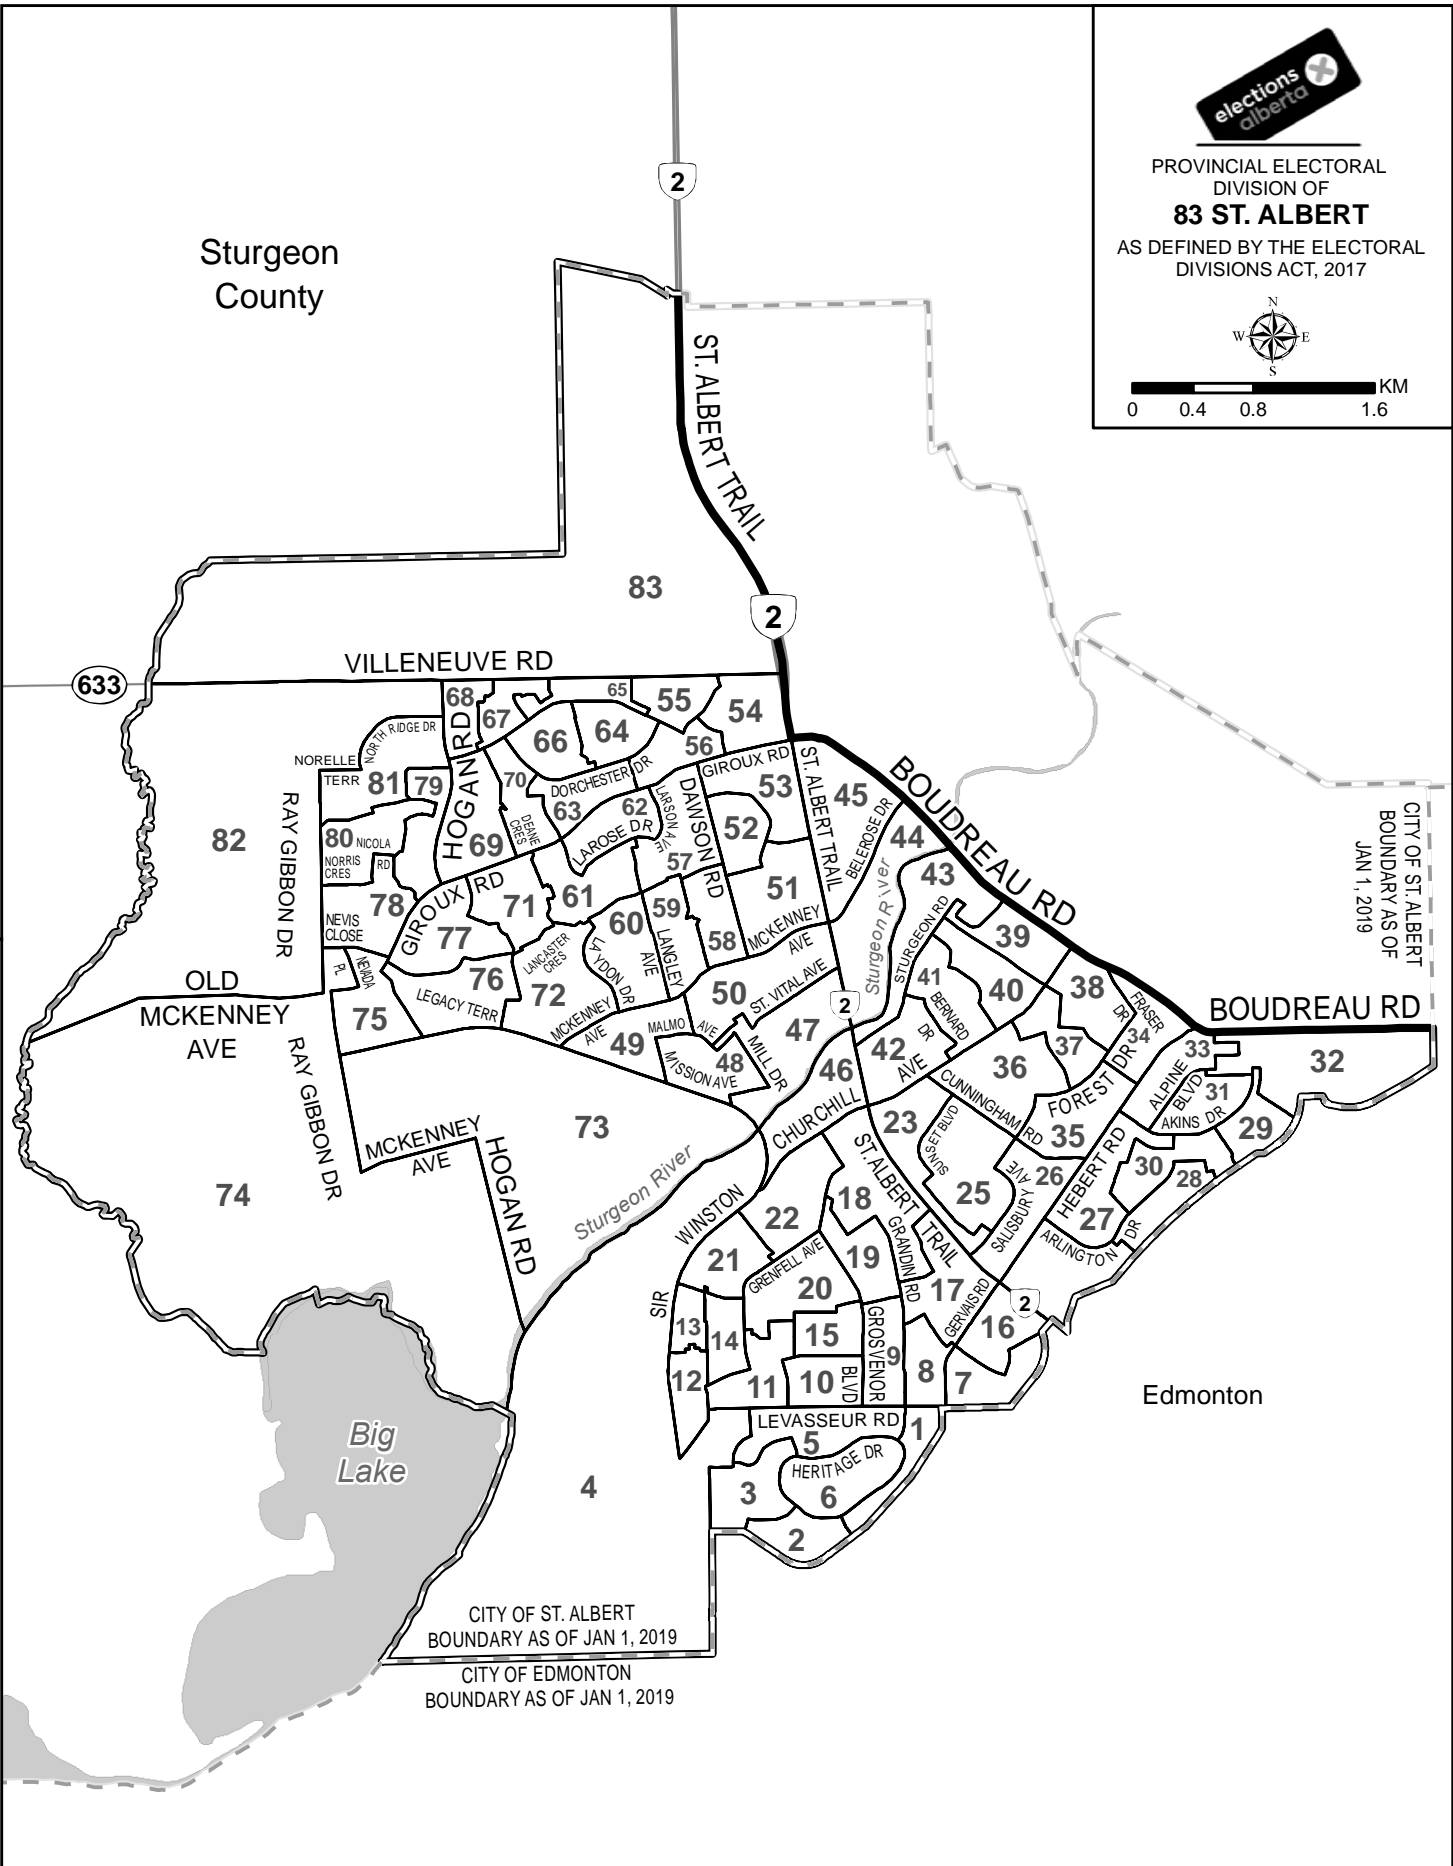 elections
alberta
PROVINCIAL ELECTORAL
DIVISION OF
83 ST. ALBERT
AS DEFINED BY THE ELECTORAL
DIVISIONS ACT, 2017
N
W
E
S
KM
0
0.4
0.8
1.6
2
Sturgeon
County
ST. ALBERT TRAIL
83
2
VILLENEUVE RD
633
68
65
55
54
67
NORTH RIDGE DR
HOGAN RD
66
64
56
NORELLE
TERR
81
79
70
DORCHESTER DR
GIROUX RD
53
ST. ALBERT TRAIL
45
BOUDREAU RD
82
RAY GIBBON DR
80
NICOLA
RD
NORRIS
CRES
69
DEANE
CRES
63
62
LAROSE DR
LARSON AVE
DAWSON RD
52
BELEROSE DR
44
57
43
CITY OF ST. ALBERT
BOUNDARY AS OF
JAN 1, 2019
78
GIROUX RD
71
61
59
51
NEVIS
CLOSE
77
60
58
MCKENNEY
AVE
Sturgeon River
STURGEON RD
39
PL
NEVADA
76
LANCASTER
CRES
LAYDON DR
LANGLEY
AVE
41
40
38
FRASER
DR
OLD
MCKENNEY
AVE
75
LEGACY TERR
72
MCKENNEY
AVE
50
ST. VITAL AVE
2
BERNARD
DR
BOUDREAU RD
49
MALMO
AVE
47
42
AVE
37
34
33
32
RAY GIBBON DR
MISSION AVE
48
MILL DR
46
36
FOREST DR
ALPINE
BLVD
31
CHURCHILL
CUNNINGHAM
RD
AKINS DR
73
MCKENNEY
AVE
HOGAN RD
23
SUNSET BLVD
35
29
74
Sturgeon River
WINSTON
ST. ALBERT
TRAIL
26
SALISBURY AVE
HEBERT RD
30
28
18
25
22
27
21
GRENFELL AVE
19
GRANDIN
RD
ARLINGTON
DR
SIR
20
17
GERVAIS RD
2
13
14
15
GROSVENOR
BLVD
16
9
12
11
10
8
7
Edmonton
LEVASSEUR RD
1
5
Big
Lake
HERITAGE DR
4
3
6
2
CITY OF ST. ALBERT
BOUNDARY AS OF JAN 1, 2019
CITY OF EDMONTON
BOUNDARY AS OF JAN 1, 2019